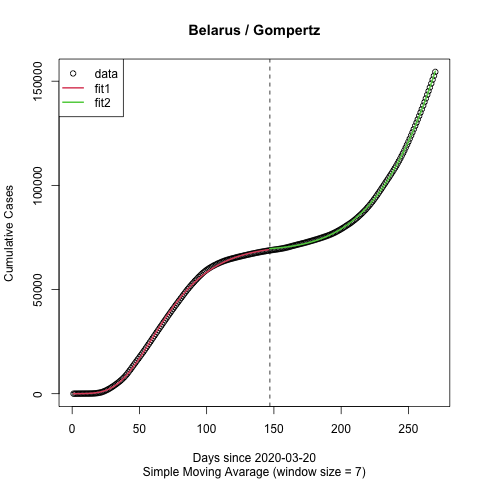 Belarus / Gompertz
data
fit1
fit2
Cumulative Cases
0
50000
100000
150000
0
50
100
150
200
250
Days since 2020-03-20
Simple Moving Avarage (window size = 7)